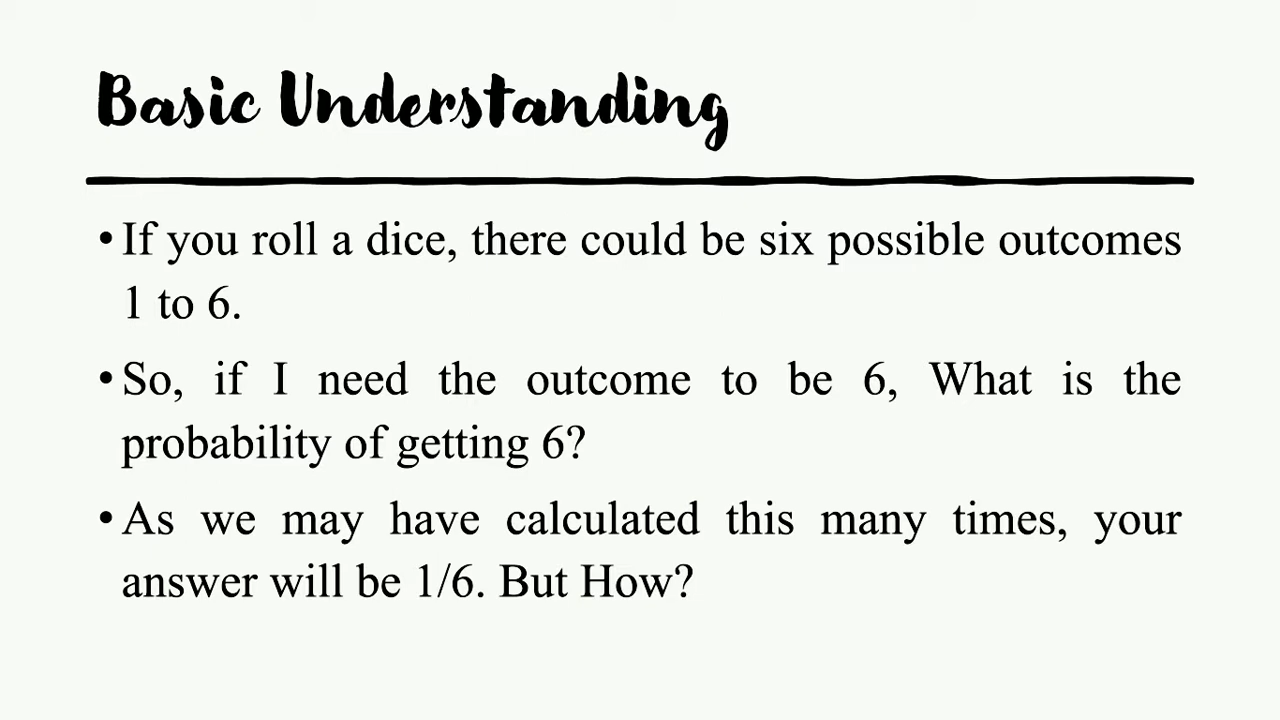 Basic Understanding
•If you roll a dice, there could be six possible outcomes
1 to 6.
•So, if I need the outcome to be 6, What is the
probability of getting 6?
•As we may have calculated this many times, your
answer will be 1/6. But How?